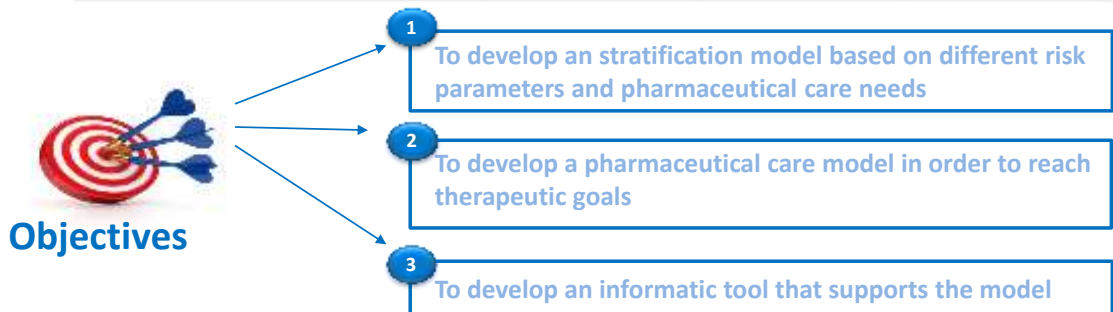 1
To develop an stratification model based on different risk
parameters and pharmaceutical care needs
2
To develop a pharmaceutical care model in order to reach
therapeutic goals
Objectives
3
To develop an informatic tool that supports the model